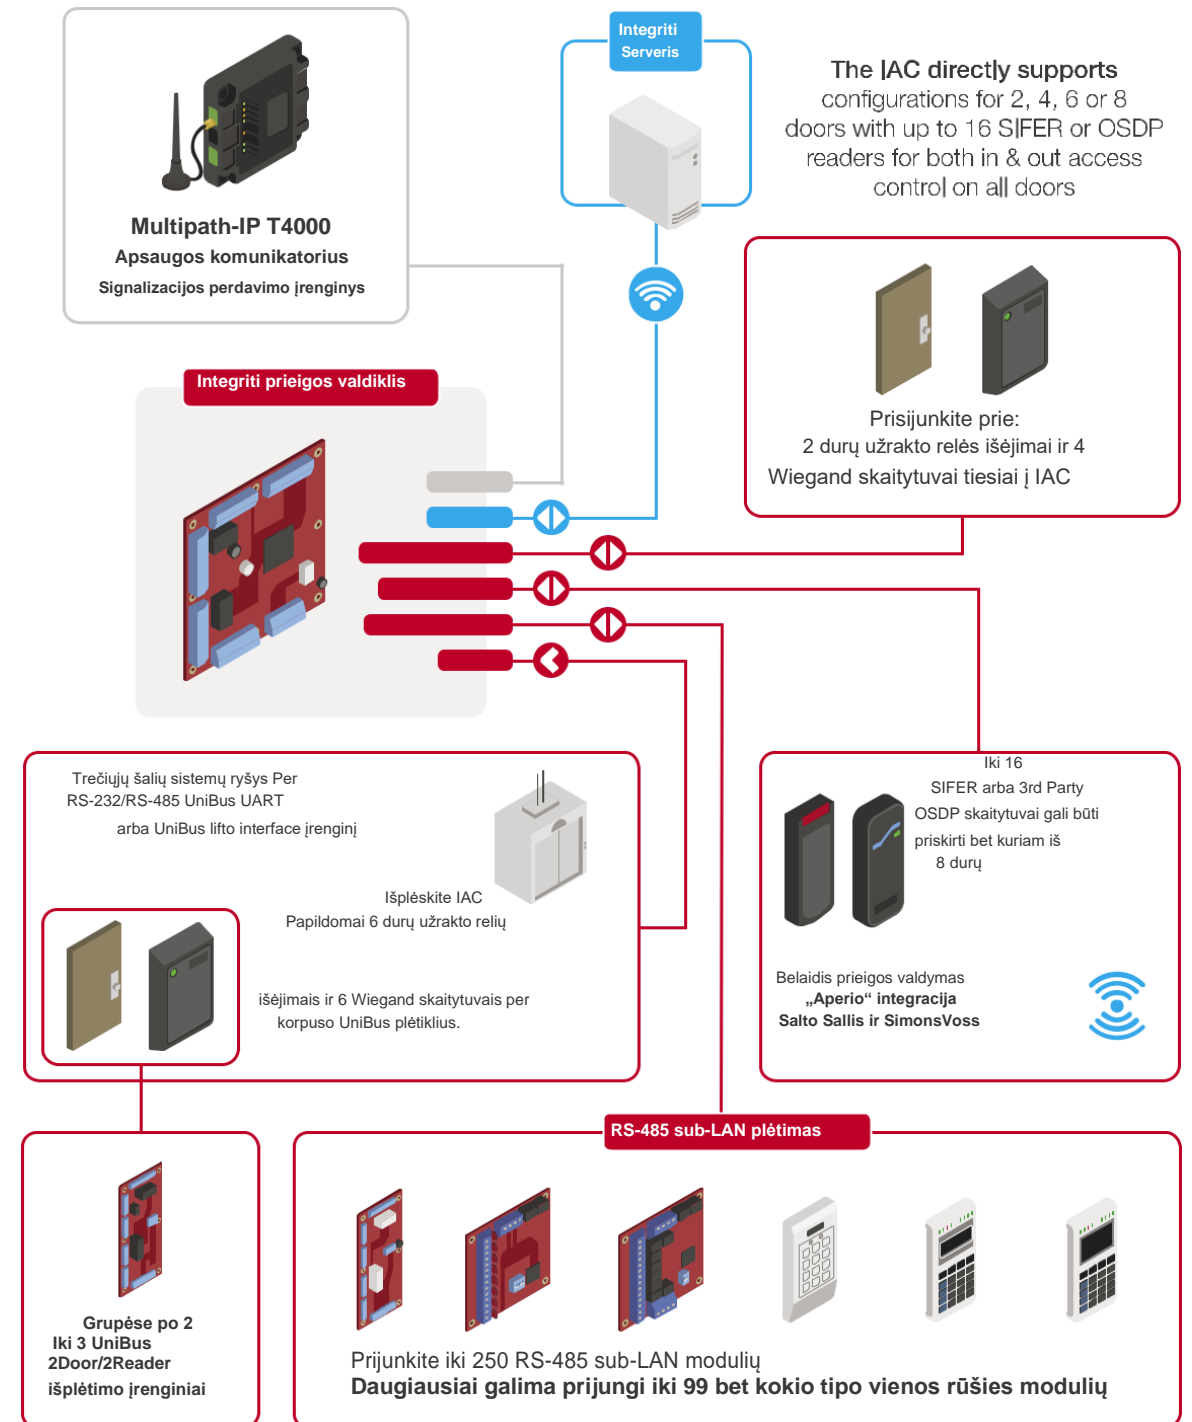 Integriti
Serveris
The IAC directly supports
configurations for 2, 4, 6 or 8
doors with up to 16 SIFER or OSDP
readers for both in & out access
control on all doors
Multipath-IP T4000
Apsaugos komunikatorius
Signalizacijos perdavimo įrenginys
Integriti prieigos valdiklis
Prisijunkite prie:
2 durų užrakto relės išėjimai ir 4
Wiegand skaitytuvai tiesiai į IAC
Trečiųjų šalių sistemų ryšys Per
RS-232/RS-485 UniBus UART
arba UniBus lifto interface įrenginį
Išplėskite IAC
Papildomai 6 durų užrakto relių
išėjimais ir 6 Wiegand skaitytuvais per
korpuso UniBus plėtiklius.
Iki 16
SIFER arba 3rd Party
OSDP skaitytuvai gali būti
priskirti bet kuriam iš
8 durų
Belaidis prieigos valdymas
„Aperio“ integracija
Salto Sallis ir SimonsVoss
Grupėse po 2
Iki 3 UniBus
2Door/2Reader
išplėtimo įrenginiai
RS-485 sub-LAN plėtimas
Prijunkite iki 250 RS-485 sub-LAN modulių
Daugiausiai galima prijungi iki 99 bet kokio tipo vienos rūšies modulių